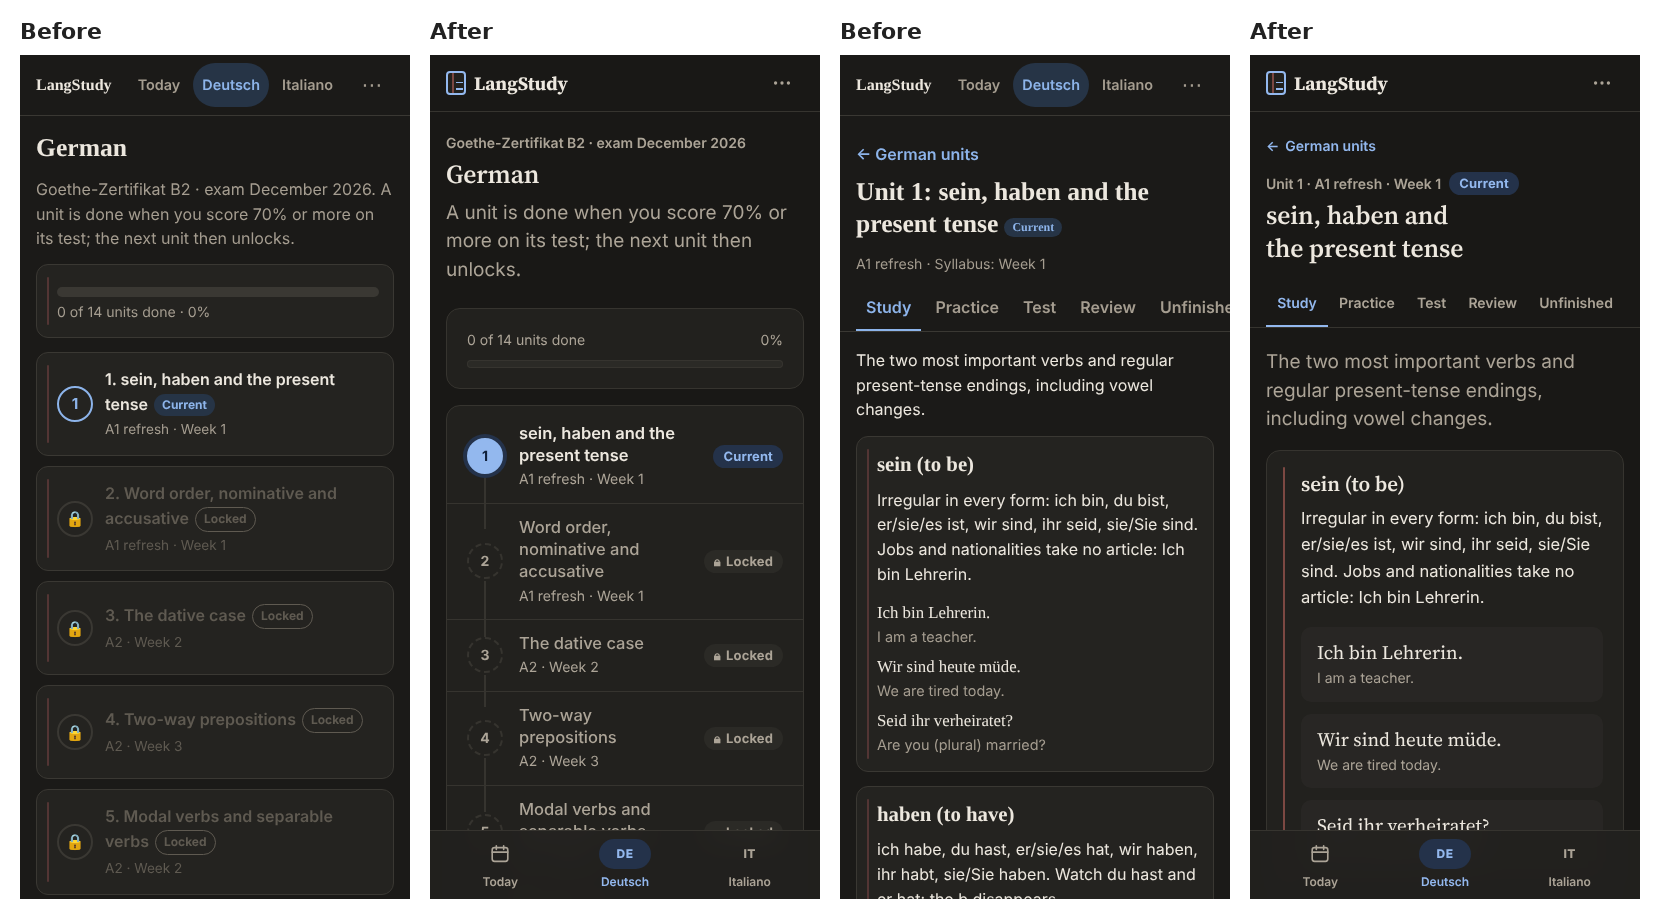 Before
LangStudy Today Deutsch Italiano ...
German
Goethe-Zertifikat B2 · exam December 2026. A
unit is done when you score 70% or more on
its test; the next unit then unlocks.
0 of 14 units done · 0%
1
1. sein, haben and the present
tense Current
A1 refresh · Week 1
2. Word order, nominative and
accusative Locked
A1 refresh · Week 1
3. The dative case Locked
A2 · Week 2
4. Two-way prepositions Locked
A2 · Week 3
5. Modal verbs and separable
verbs Locked
A2 · Week 2
After
LangStudy ...
Goethe-Zertifikat B2 · exam December 2026
German
A unit is done when you score 70% or
more on its test; the next unit then
unlocks.
0 of 14 units done 0%
1
sein, haben and the
present tense
Current
A1 refresh · Week 1
2
Word order,
nominative and
accusative
Locked
A1 refresh · Week 1
3
The dative case
Locked
A2 · Week 2
4
Two-way
prepositions
Locked
A2 · Week 3
Modal verbs and
separable verbs
Today
DE
Deutsch
IT
Italiano
Before
LangStudy Today Deutsch Italiano ...
← German units
Unit 1: sein, haben and the
present tense Current
A1 refresh · Syllabus: Week 1
Study Practice Test Review Unfinishe
The two most important verbs and regular
present-tense endings, including vowel
changes.
sein (to be)
Irregular in every form: ich bin, du bist,
er/sie/es ist, wir sind, ihr seid, sie/Sie sind.
Jobs and nationalities take no article: Ich
bin Lehrerin.
Ich bin Lehrerin.
I am a teacher.
Wir sind heute müde.
We are tired today.
Seid ihr verheiratet?
Are you (plural) married?
haben (to have)
ich habe, du hast, er/sie/es hat, wir haben,
ihr habt, sie/Sie haben. Watch du hast and
er hat: the b disappears.
After
LangStudy ...
← German units
Unit 1 · A1 refresh · Week 1 Current
sein, haben and
the present tense
Study Practice Test Review Unfinished
The two most important verbs and
regular present-tense endings,
including vowel changes.
sein (to be)
Irregular in every form: ich bin, du bist,
er/sie/es ist, wir sind, ihr seid, sie/Sie
sind. Jobs and nationalities take no
article: Ich bin Lehrerin.
Ich bin Lehrerin.
I am a teacher.
Wir sind heute müde.
We are tired today.
Seid ihr verheiratet?
Today
DE
Deutsch
IT
Italiano